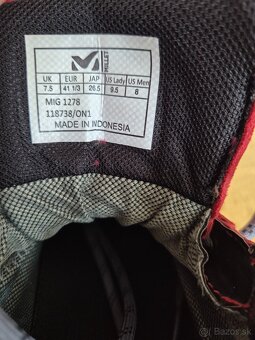 MILLET
UK EUR JAP US Lady US Men
7.5 41 1/3 26.5 9.5 8
MIG 1278
118738/ON1
MADE IN INDONESIA
Bazos.sk